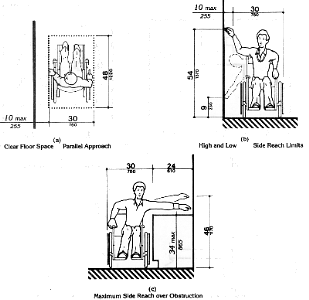 10 max
255
30
760
48
1220
(a)
Clear Floor Space Parallel Approach
10 max
255
30
760
54
1370
9
230
(b)
High and Low Side Reach Limits
30
760
24
610
34 max
865
46
1170
(c)
Maximum Side Reach over Obstruction